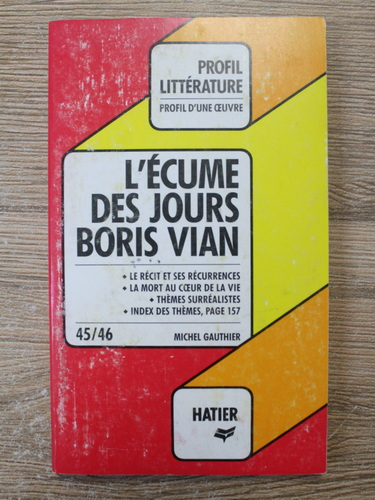 PROFIL
LITTÉRATURE
PROFIL D'UNE ŒUVRE
L'ÉCUME
DES JOURS
BORIS VIAN
• LE RÉCIT ET SES RÉCURRENCES
• LA MORT AU CŒUR DE LA VIE
• THÈMES SURRÉALISTES
• INDEX DES THÈMES, PAGE 157
45/46 MICHEL GAUTHIER
HATIER